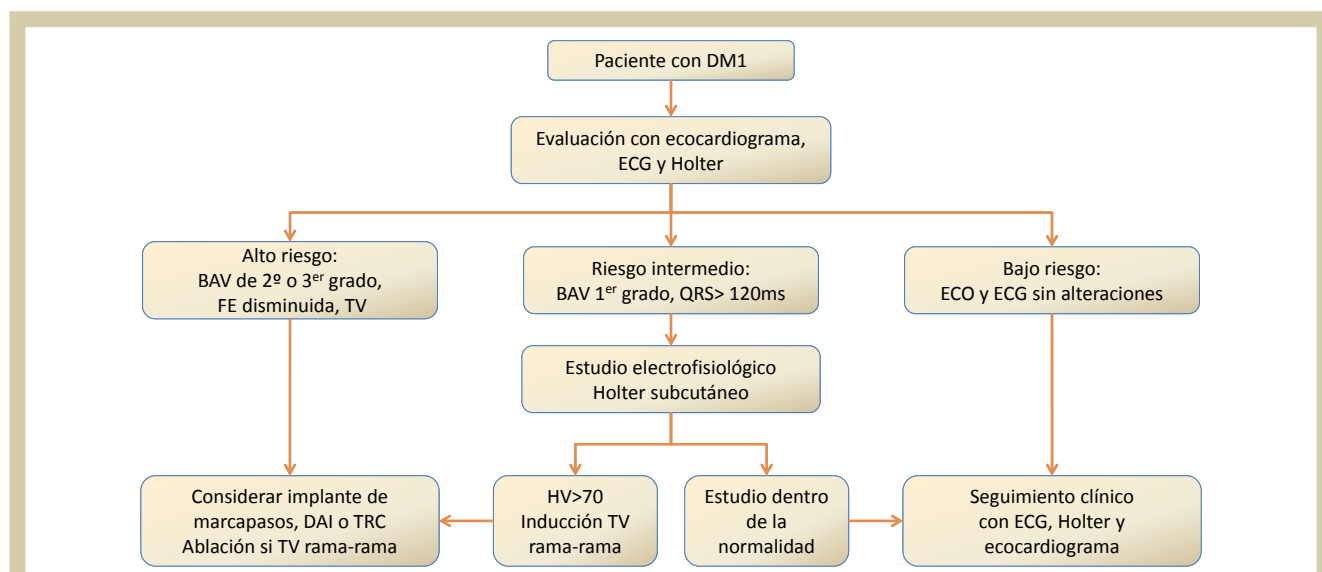 Paciente con DM1
Evaluación con ecocardiograma,
ECG y Holter
Alto riesgo:
BAV de 2º o 3er grado,
FE disminuida, TV
Riesgo intermedio:
BAV 1er grado, QRS> 120ms
Bajo riesgo:
ECO y ECG sin alteraciones
Estudio electrofisiológico
Holter subcutáneo
Considerar implante de
marcapasos, DAI o TRC
Ablación si TV rama-rama
HV>70
Inducción TV
rama-rama
Estudio dentro
de la
normalidad
Seguimiento clínico
con ECG, Holter y
ecocardiograma